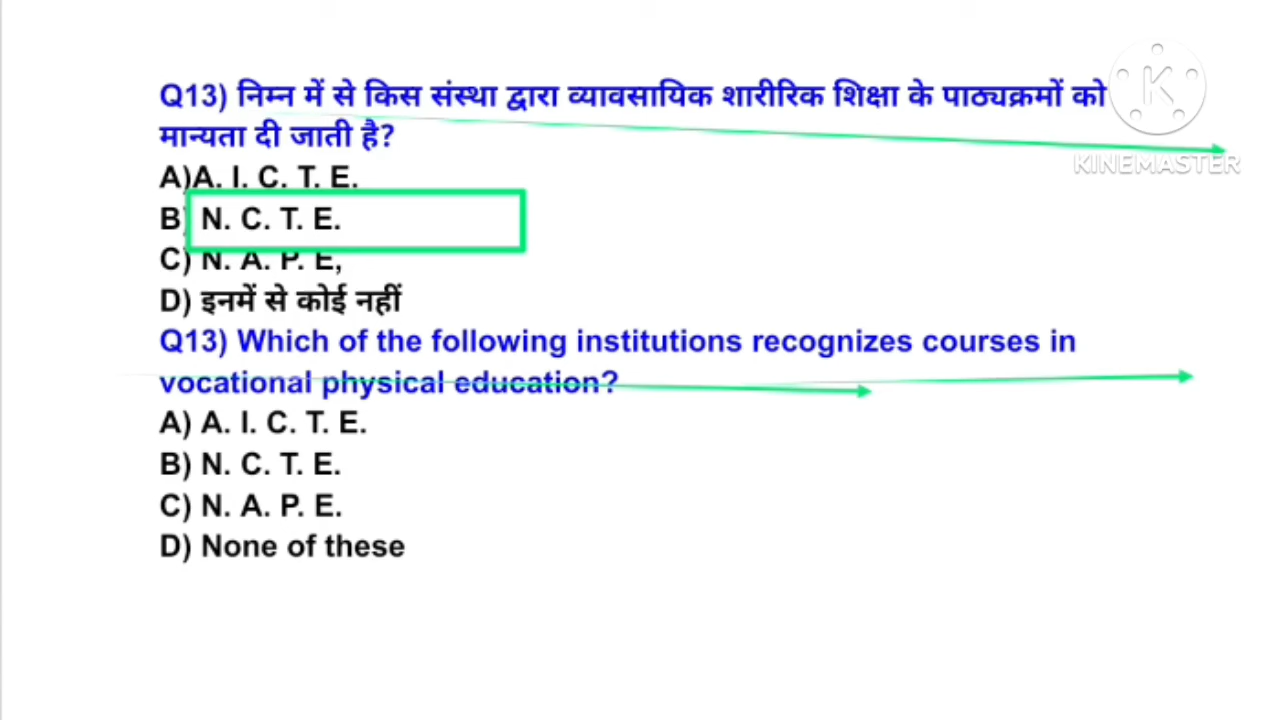 Q13) निम्न में से किस संस्था द्वारा व्यावसायिक शारीरिक शिक्षा के पाठ्यक्रमों को
मान्यता दी जाती है?
A)A. I. C. T. E.
B) N. C. T. E.
C) N. A. P. E,
D) इनमें से कोई नहीं
Q13) Which of the following institutions recognizes courses in
vocational physical education?
A) A. I. C. T. E.
B) N. C. T. E.
C) N. A. P. E.
D) None of these
K
KINEMASTER